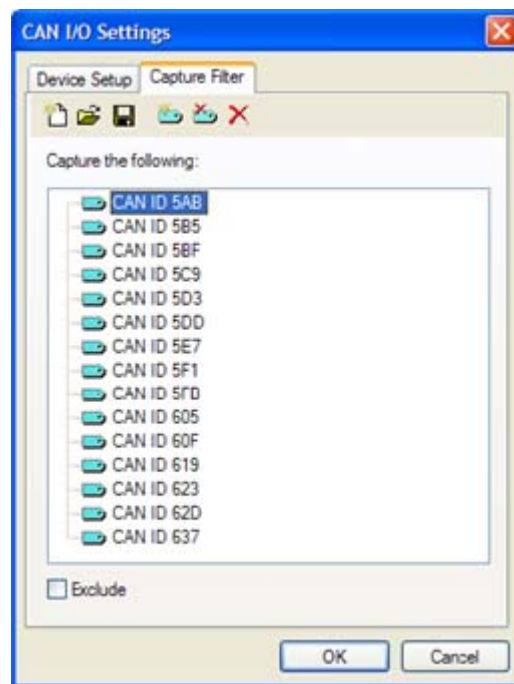 CAN I/O Settings
Device Setup Capture Filter
Capture the following:
CAN ID 5AB
CAN ID 5B5
CAN ID 5BF
CAN ID 5C9
CAN ID 5D3
CAN ID 5DD
CAN ID 5E7
CAN ID 5F1
CAN ID 5FB
CAN ID 605
CAN ID 60F
CAN ID 619
CAN ID 623
CAN ID 62D
CAN ID 637
Exclude
OK Cancel